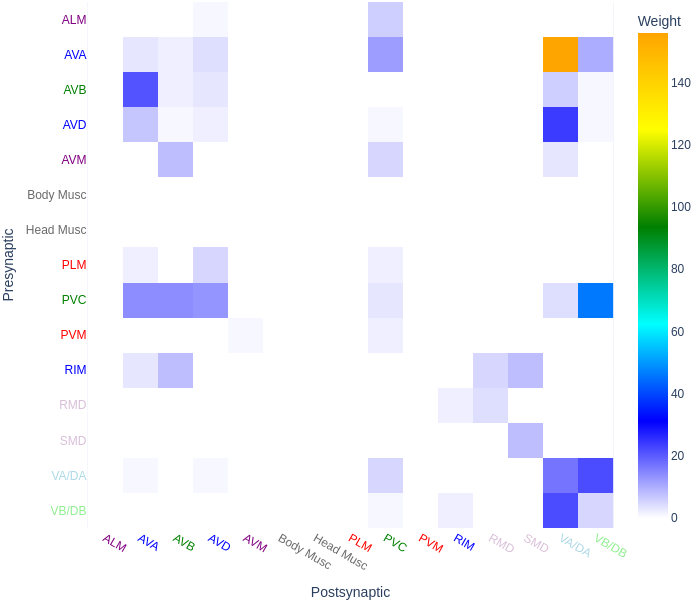 Weight
ALM
AVA
AVB
AVD
AVM
Body Musc
Head Musc
PLM
PVC
PVM
RIM
RMD
SMD
VA/DA
VB/DB
Presynaptic
140
120
100
80
60
40
20
0
ALM
AVA
AVB
AVD
AVM
Body Musc
Head Musc
PLM
PVC
PVM
RIM
RMD
SMD
VA/DA
VB/DB
Postsynaptic